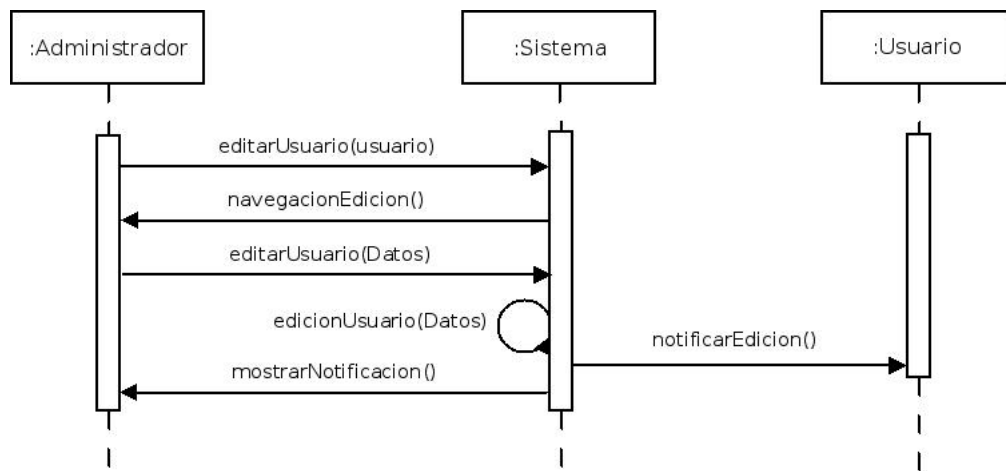 :Administrador
:Sistema
:Usuario
editarUsuario(usuario)
navegacionEdicion()
editarUsuario(Datos)
edicionUsuario(Datos)
notificarEdicion()
mostrarNotificacion()